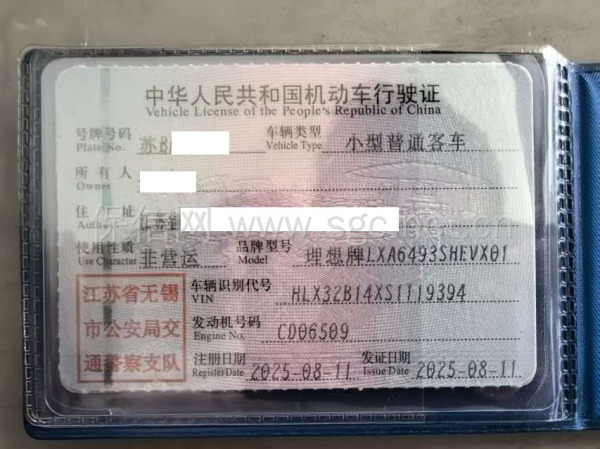 中华人民共和国机动车行驶证
Vehicle License of the People's Republic of China
号牌号码 苏B 车辆类型 小型普通客车
Plate No. Vehicle Type
所有人
Owner
住址 江苏省
使用性质 非营运 品牌型号 理想牌LXA6493SHEVX01
Use Character Model
江苏省无锡市公安局交通警察支队
车辆识别代号 HLX32B14XS1119394
VIN
发动机号码 CD06509
Engine No.
注册日期 2025-08-11 发证日期 2025-08-11
Register Date Issue Date